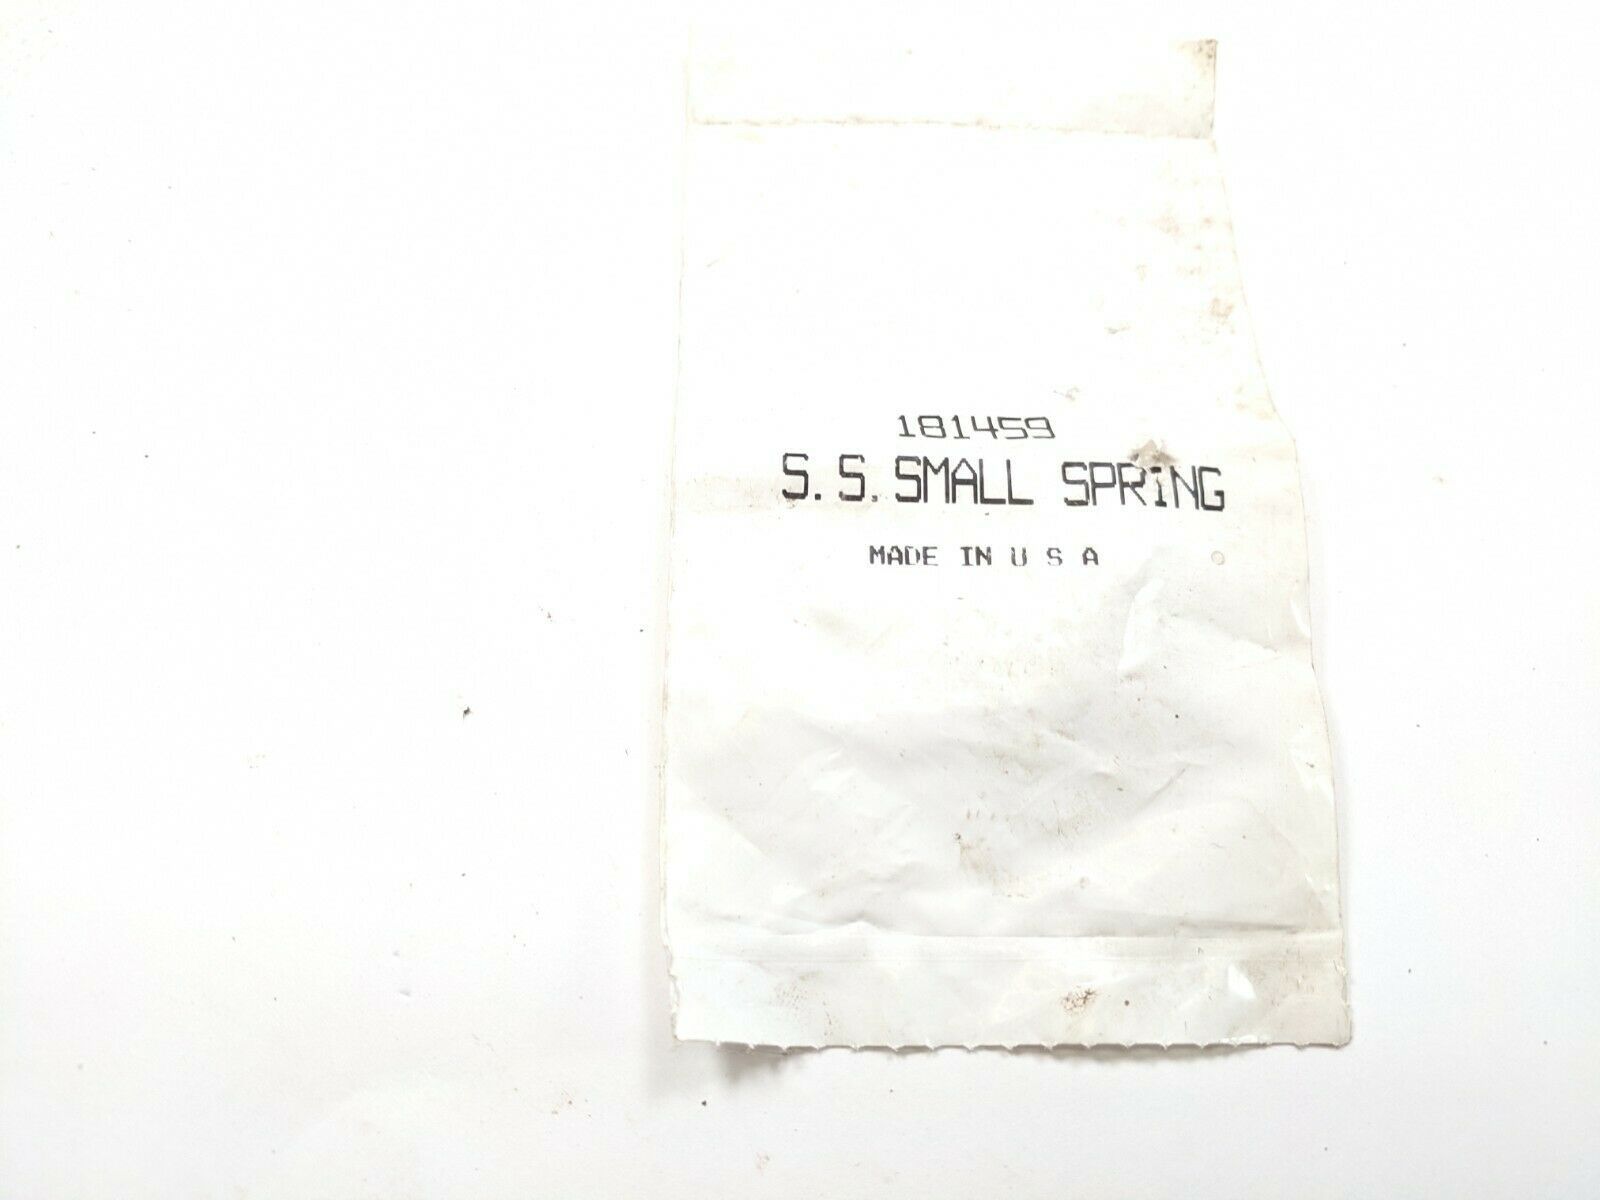 181459
S. S. SMALL SPRING
MADE IN U S A